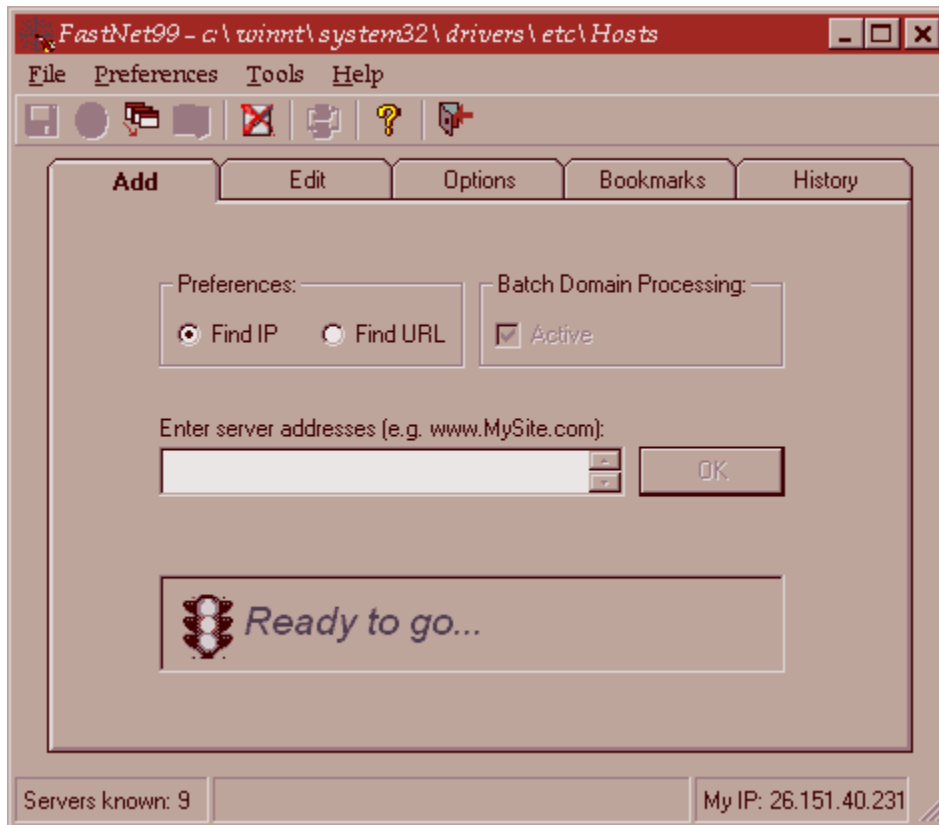 FastNet99 - c:\winnt\system32\drivers\etc\Hosts
File Preferences Tools Help
Add Edit Options Bookmarks History
Preferences: Batch Domain Processing:
Find IP Find URL Active
Enter server addresses (e.g. www.MySite.com):
OK
Ready to go...
Servers known: 9 My IP: 26.151.40.231